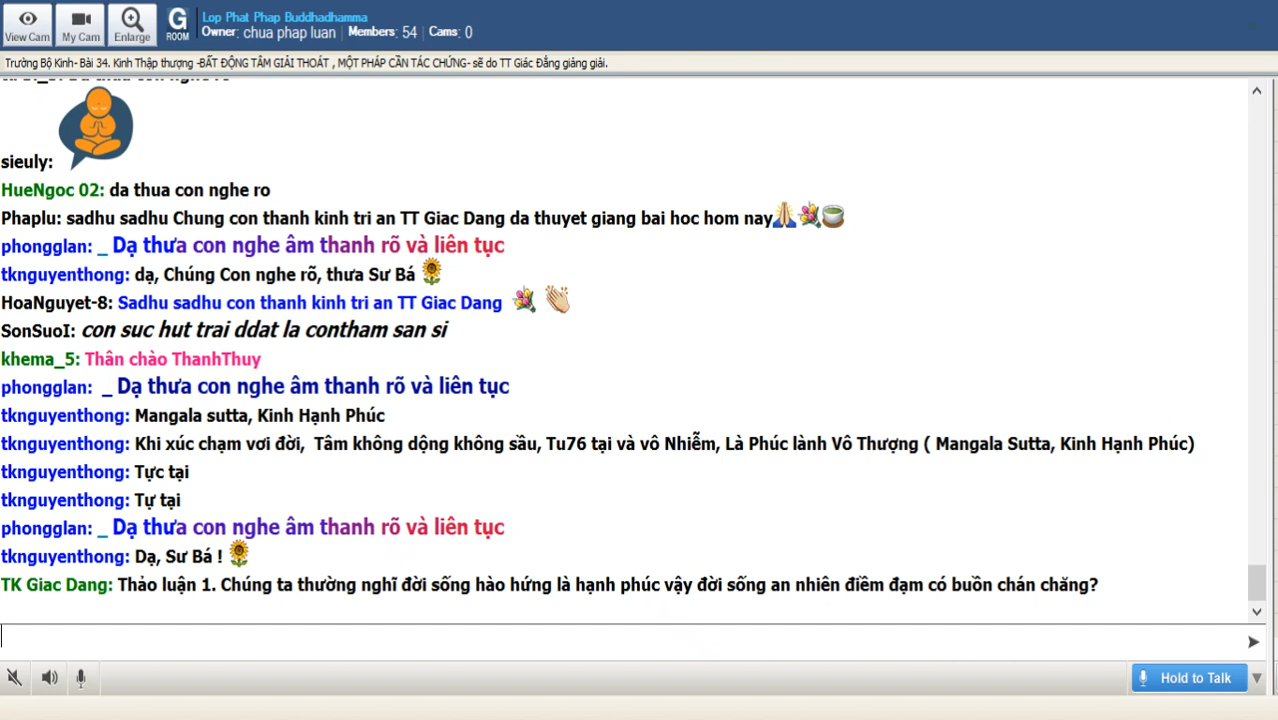 View Cam
My Cam
Enlarge
G
ROOM
Lop Phat Phap Buddhadhamma
Owner: chua phap luan | Members: 54 | Cams: 0
Trường Bộ Kinh- Bài 34. Kinh Thập thượng -BẤT ĐỘNG TÂM GIẢI THOÁT , MỘT PHÁP CẦN TÁC CHỨNG- sẽ do TT Giác Đẳng giảng giải.
sieuly:
HueNgoc 02: da thua con nghe ro
Phaplu: sadhu sadhu Chung con thanh kinh tri an TT Giac Dang da thuyet giang bai hoc hom nay
phongglan: _ Dạ thưa con nghe âm thanh rõ và liên tục
tknguyenthong: dạ, Chúng Con nghe rõ, thưa Sư Bá
HoaNguyet-8: Sadhu sadhu con thanh kinh tri an TT Giac Dang
SonSuoI: con suc hut trai ddat la contham san si
khema_5: Thân chào ThanhThuy
phongglan: _ Dạ thưa con nghe âm thanh rõ và liên tục
tknguyenthong: Mangala sutta, Kinh Hạnh Phúc
tknguyenthong: Khi xúc chạm vơi đời, Tâm không dộng không sầu, Tu76 tại và vô Nhiễm, Là Phúc lành Vô Thượng ( Mangala Sutta, Kinh Hạnh Phúc)
tknguyenthong: Tực tại
tknguyenthong: Tự tại
phongglan: _ Dạ thưa con nghe âm thanh rõ và liên tục
tknguyenthong: Dạ, Sư Bá !
TK Giac Dang: Thảo luận 1. Chúng ta thường nghĩ đời sống hào hứng là hạnh phúc vậy đời sống an nhiên điềm đạm có buồn chán chăng?
Hold to Talk